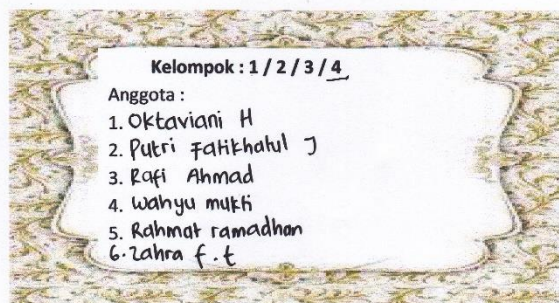 Kelompok : 1 / 2 / 3 / 4
Anggota :
1. Oktaviani H
2. Putri Fatikhatul J
3. Rafi Ahmad
4. Wahyu mukti
5. Rahmat ramadhan
6. Zahra f.t